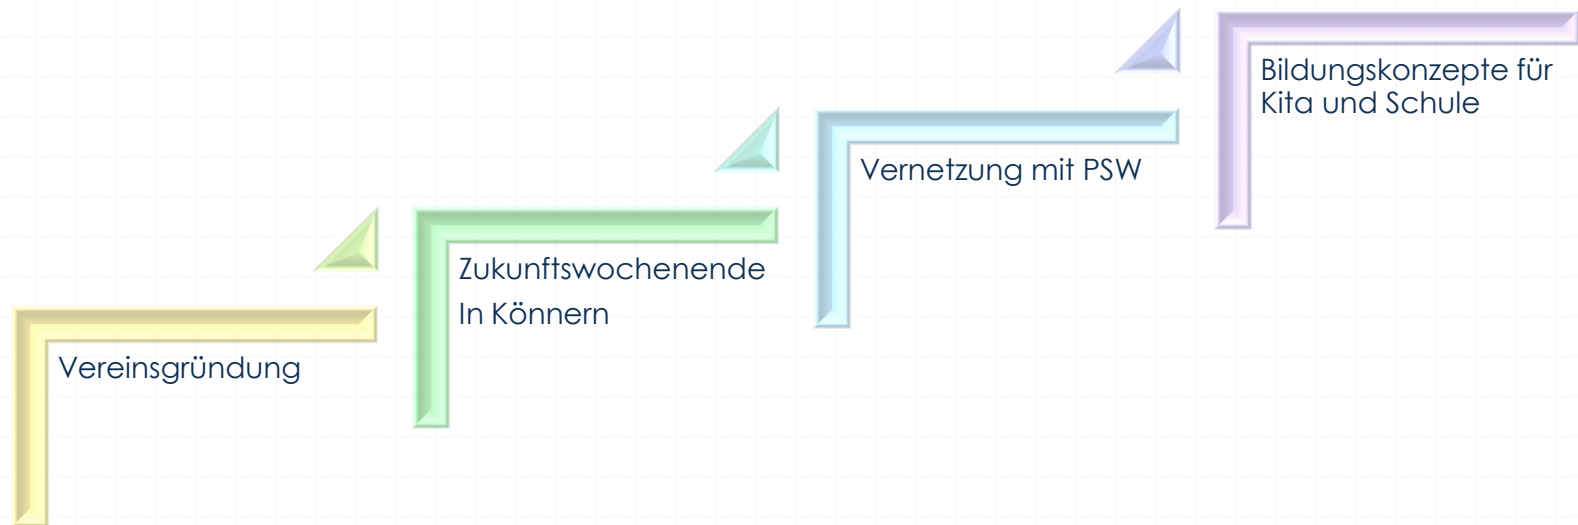 Vereinsgründung
Zukunftswochenende
In Könnern
Vernetzung mit PSW
Bildungskonzepte für
Kita und Schule